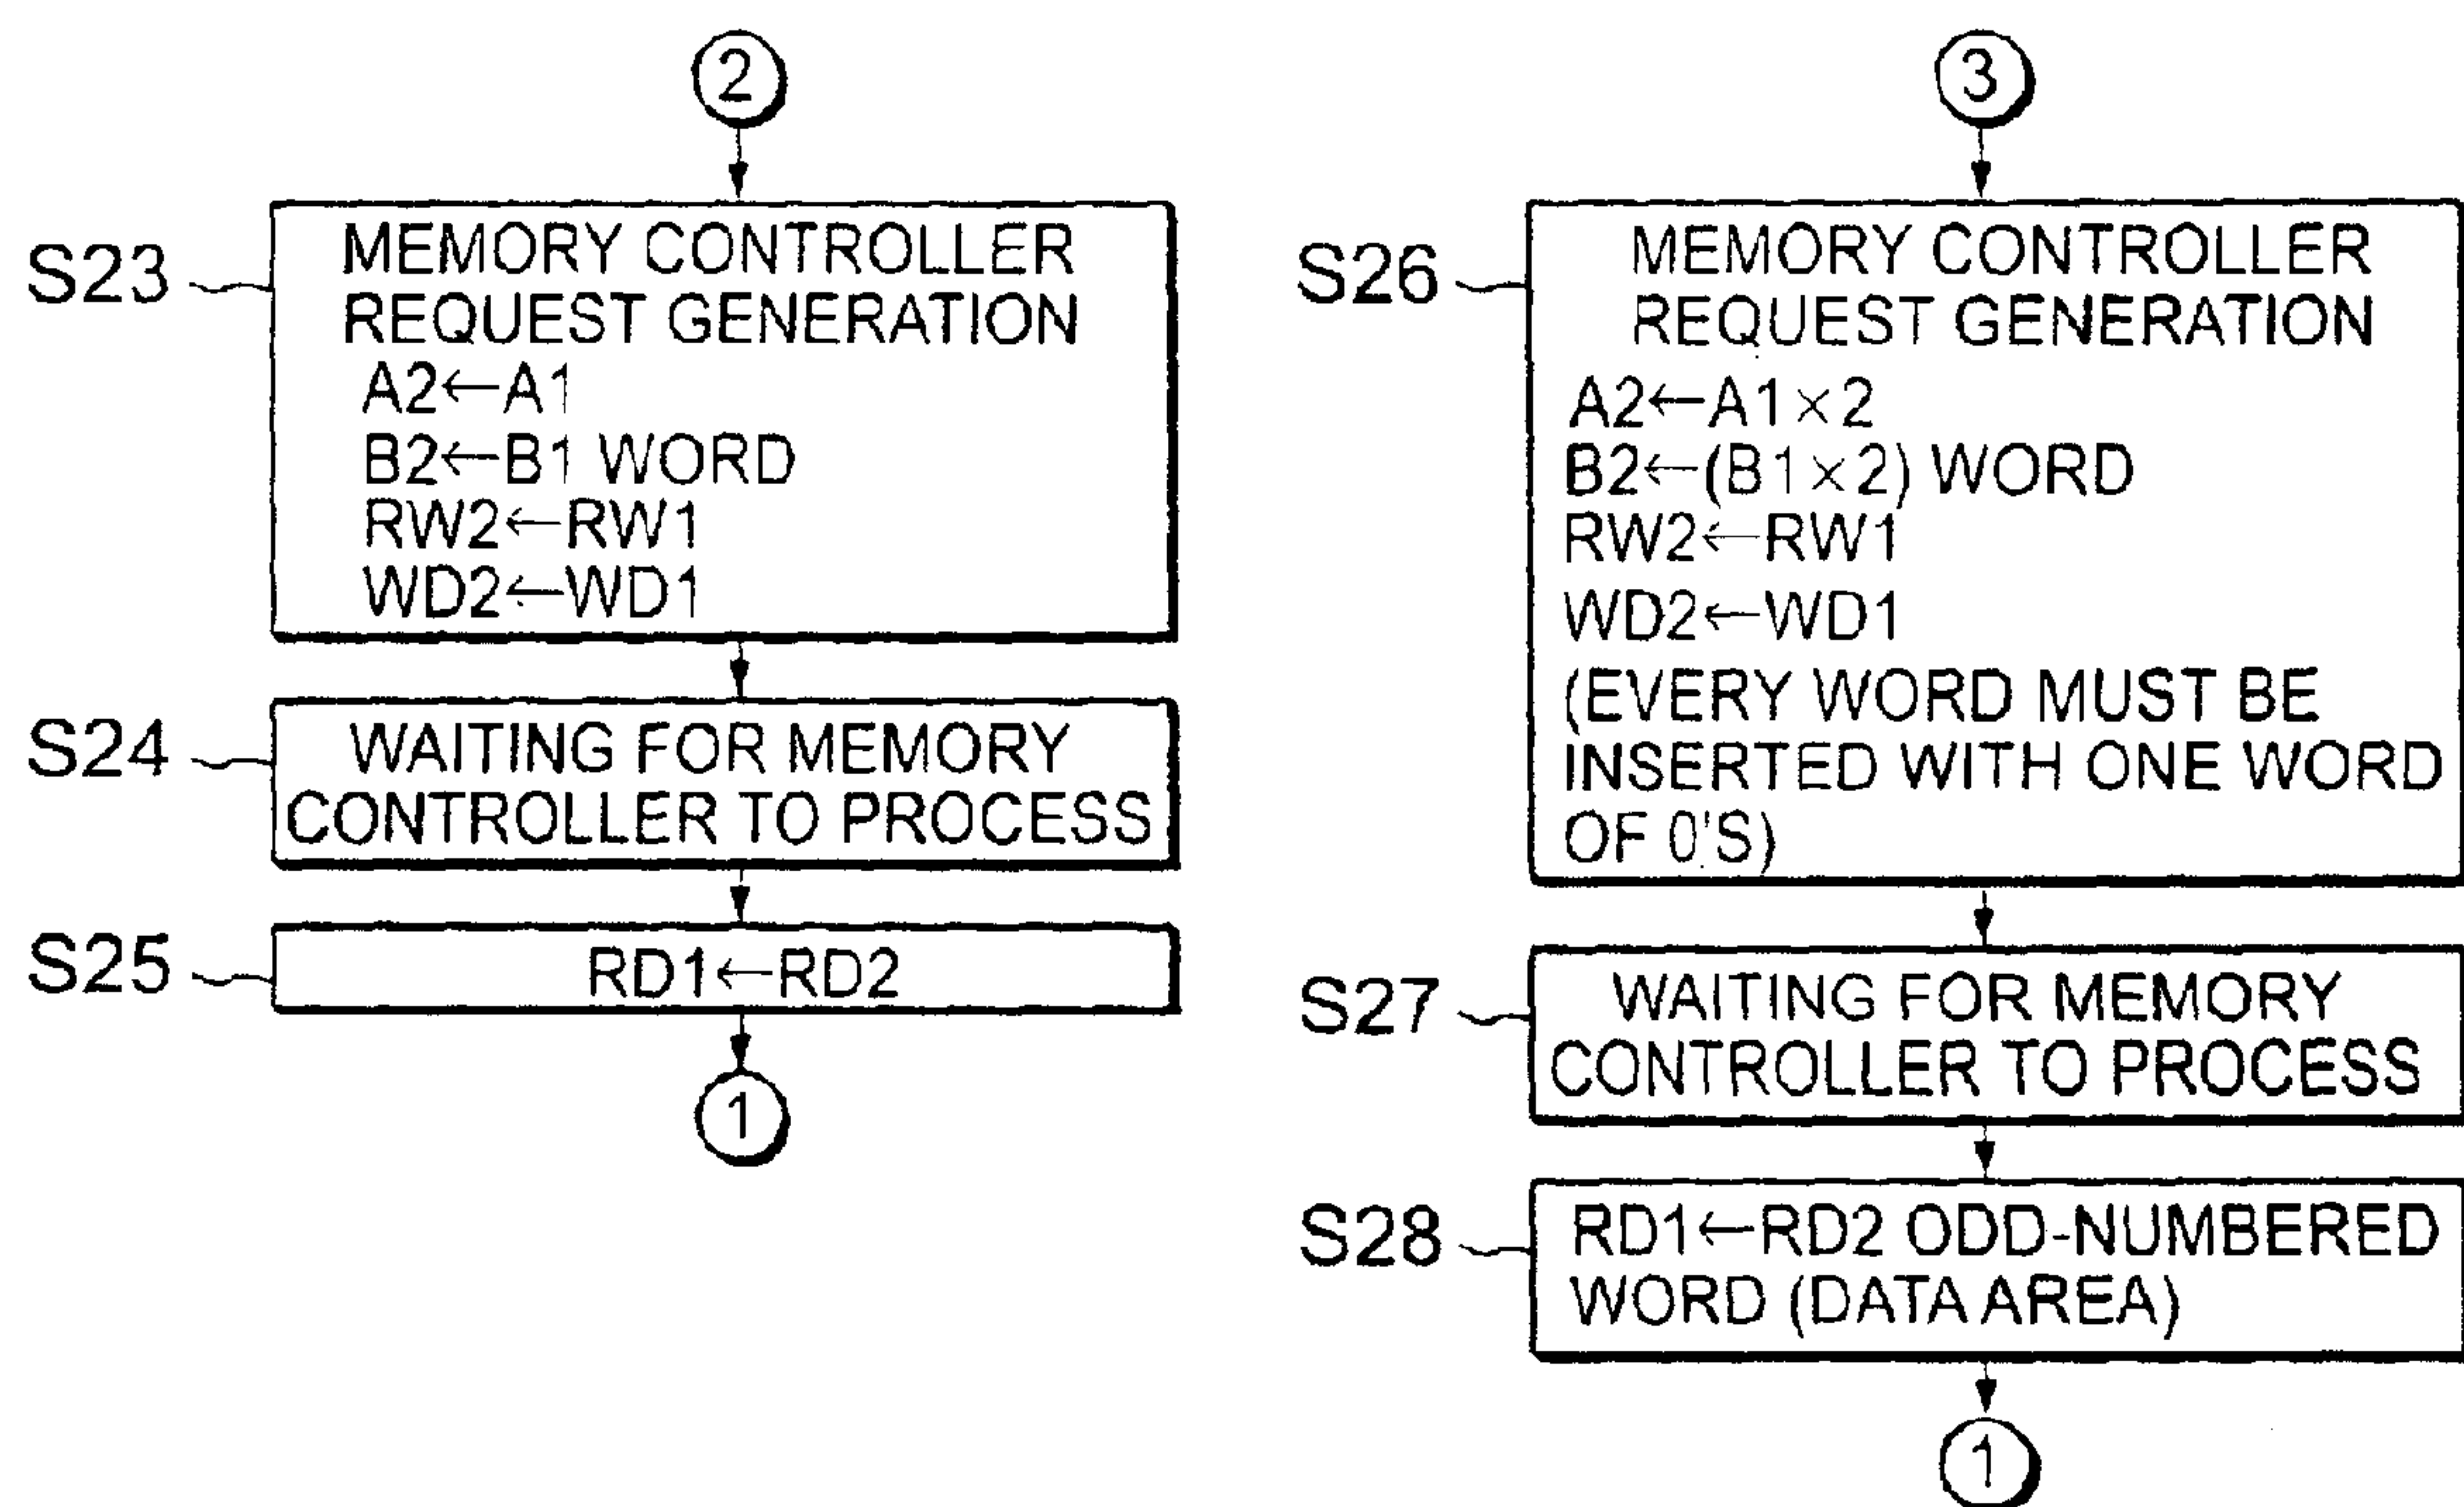 2
S23
MEMORY CONTROLLER
REQUEST GENERATION
A2←A1
B2←B1 WORD
RW2←RW1
WD2←WD1
S24
WAITING FOR MEMORY
CONTROLLER TO PROCESS
S25
RD1←RD2
1
3
S26
MEMORY CONTROLLER
REQUEST GENERATION
A2←A1×2
B2←(B1×2) WORD
RW2←RW1
WD2←WD1
(EVERY WORD MUST BE
INSERTED WITH ONE WORD
OF 0'S)
S27
WAITING FOR MEMORY
CONTROLLER TO PROCESS
S28
RD1←RD2 ODD-NUMBERED
WORD (DATA AREA)
1